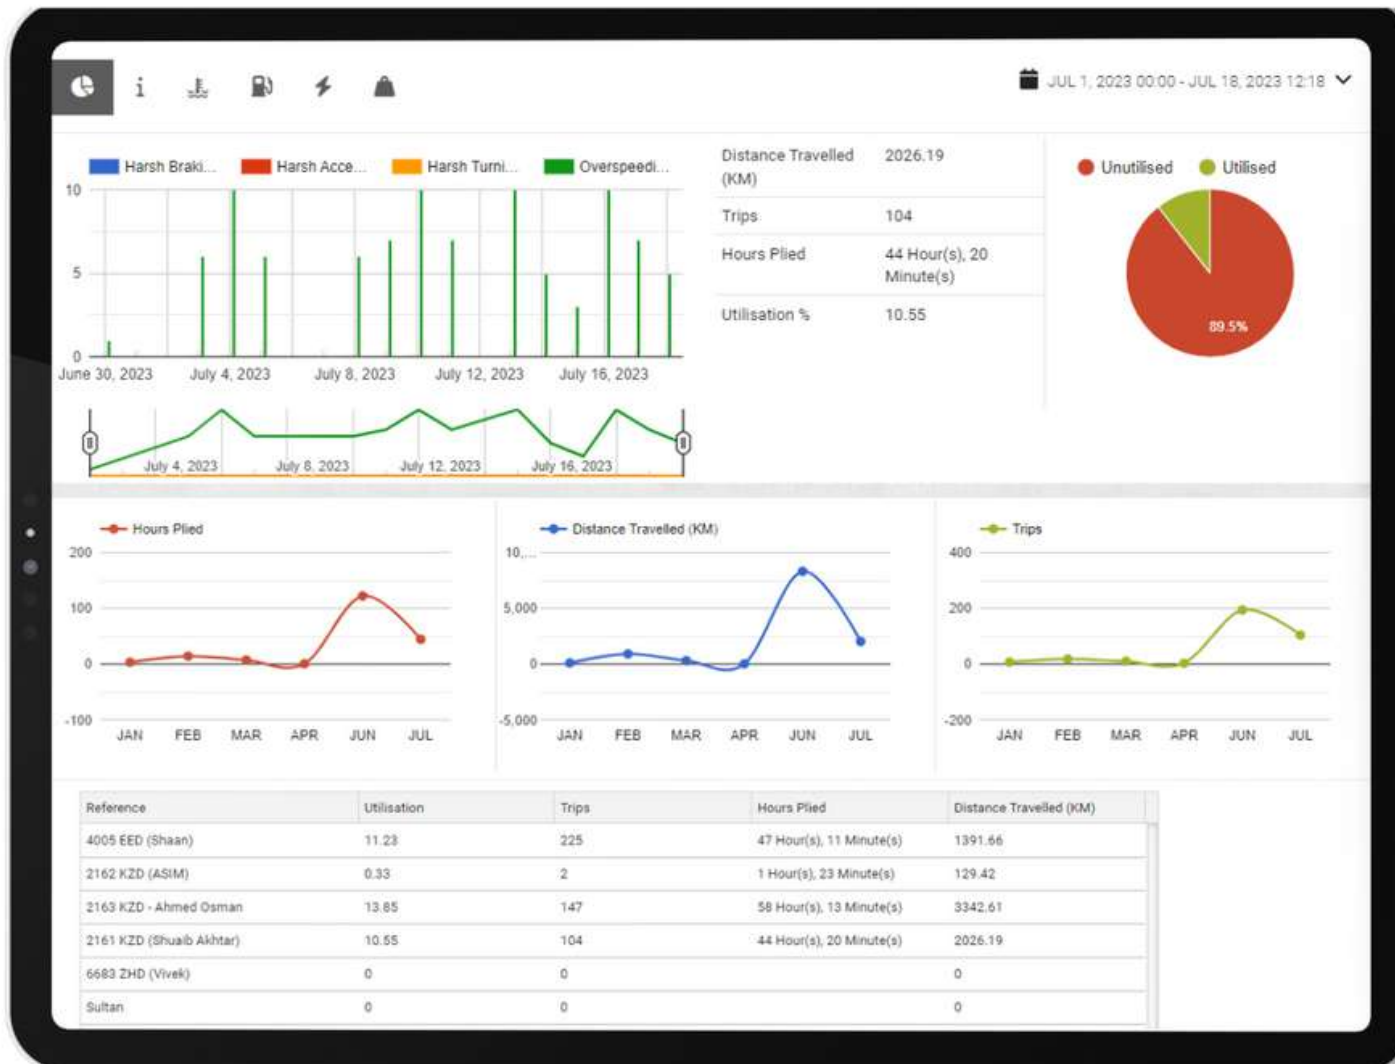 JUL 1, 2023 00:00 - JUL 18, 2023 12:18
Harsh Braki... Harsh Acce... Harsh Turni... Overspeedi...
10
5
0
June 30, 2023 July 4, 2023 July 8, 2023 July 12, 2023 July 16, 2023
July 4, 2023 July 8, 2023 July 12, 2023 July 16, 2023
Distance Travelled (KM) 2026.19
Trips 104
Hours Plied 44 Hour(s), 20 Minute(s)
Utilisation % 10.55
Unutilised Utilised
89.5%
Hours Plied
200
100
0
-100
JAN FEB MAR APR JUN JUL
Distance Travelled (KM)
10,...
5,000
0
-5,000
JAN FEB MAR APR JUN JUL
Trips
400
200
0
-200
JAN FEB MAR APR JUN JUL
Reference Utilisation Trips Hours Plied Distance Travelled (KM)
4005 EED (Shaan) 11.23 225 47 Hour(s), 11 Minute(s) 1391.66
2162 KZD (ASIM) 0.33 2 1 Hour(s), 23 Minute(s) 129.42
2163 KZD - Ahmed Osman 13.85 147 58 Hour(s), 13 Minute(s) 3342.61
2161 KZD (Shuaib Akhtar) 10.55 104 44 Hour(s), 20 Minute(s) 2026.19
6683 ZHD (Vivek) 0 0 0
Sultan 0 0 0